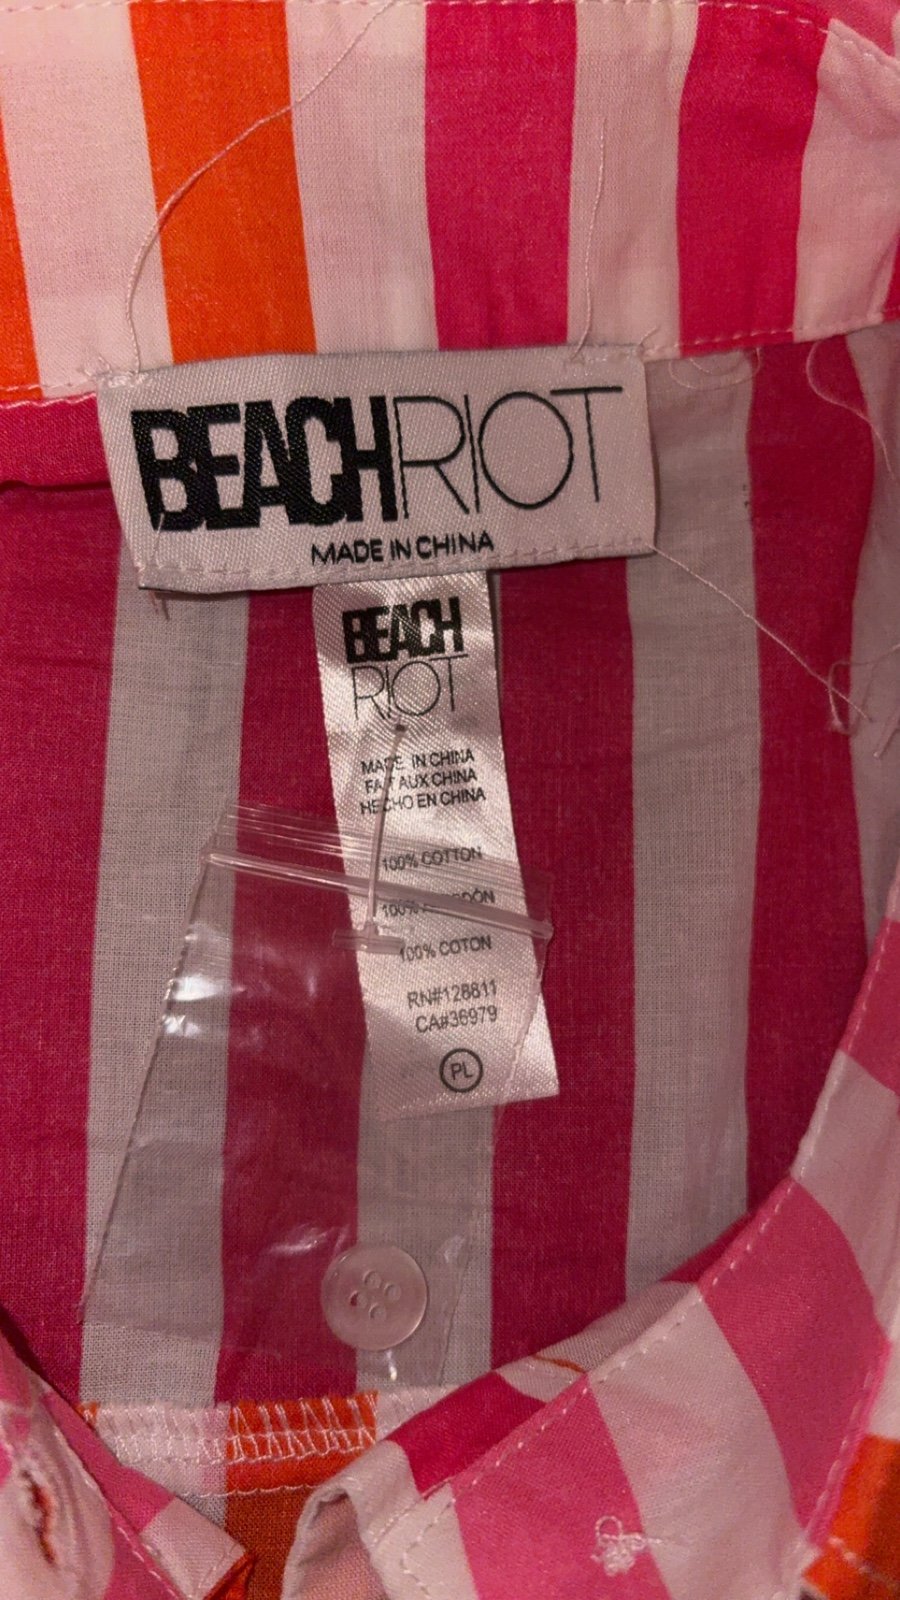 BEACHRIOT
MADE IN CHINA
BEACH
RIOT
MADE IN CHINA
FAIT AUX CHINA
HECHO EN CHINA
100% COTTON
100%
100% COTON
RN#128811
CA#36979
PL